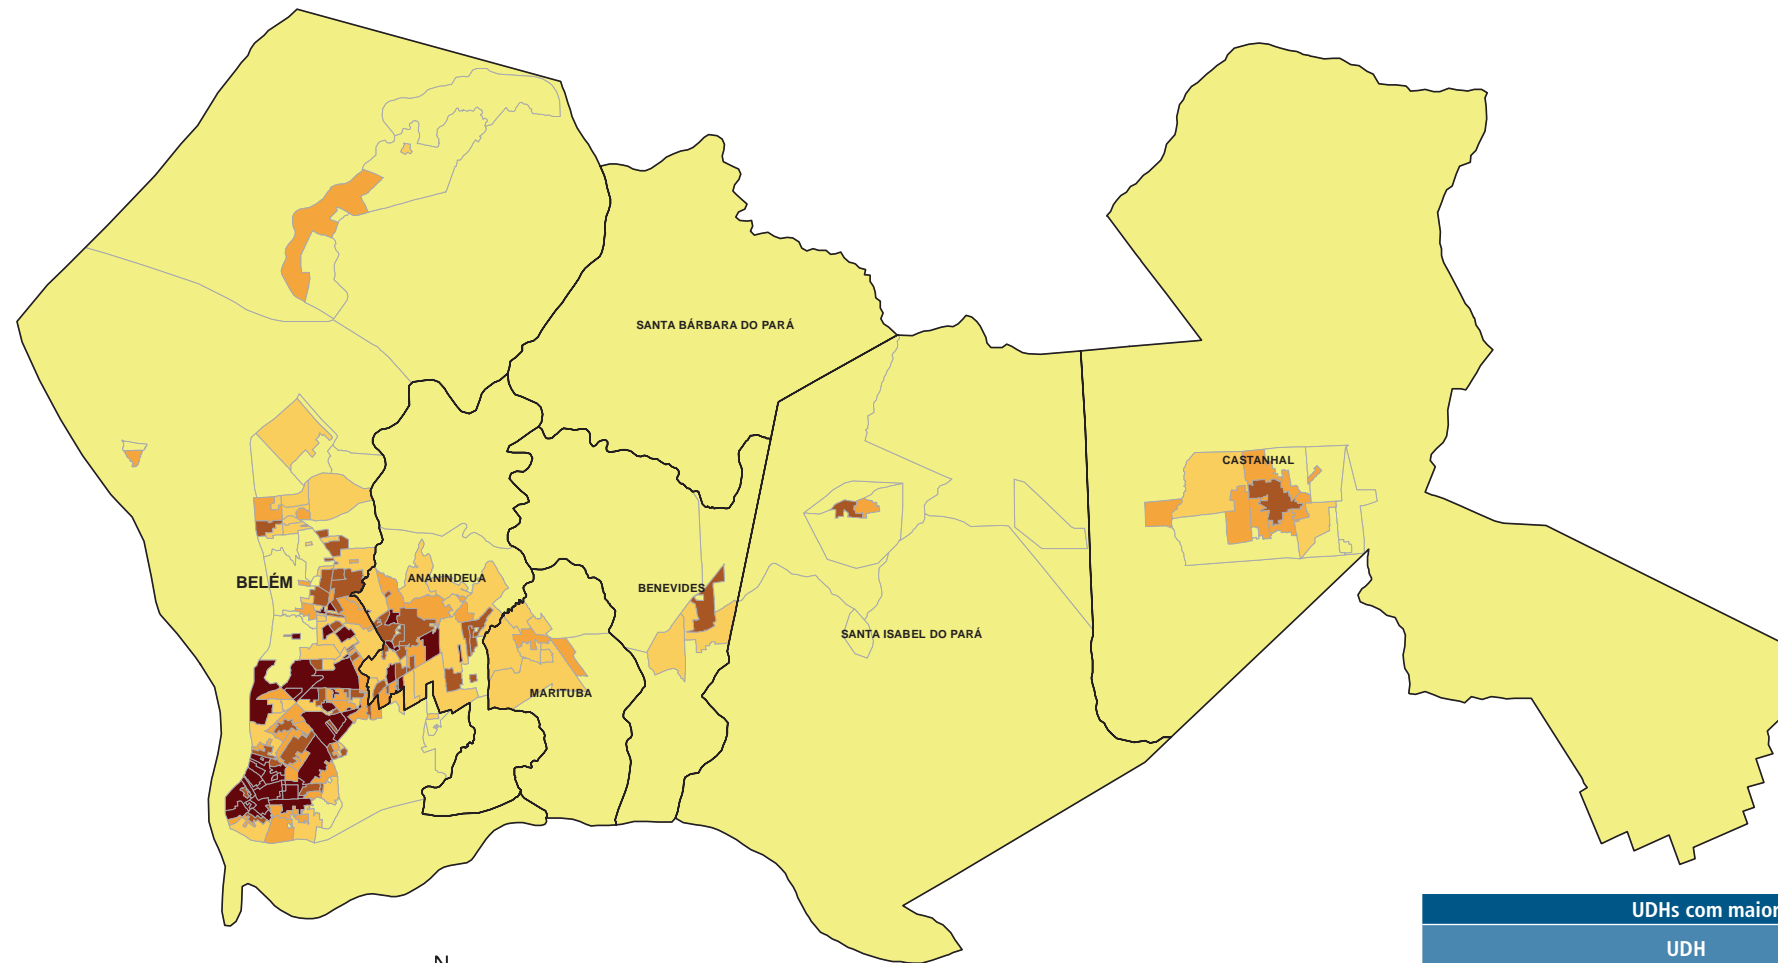 SANTA BÁRBARA DO PARÁ
CASTANHAL
BELÉM
ANANINDEUA
BENEVIDES
SANTA ISABEL DO PARÁ
MARITUBA
UDHs com maior
UDH
N